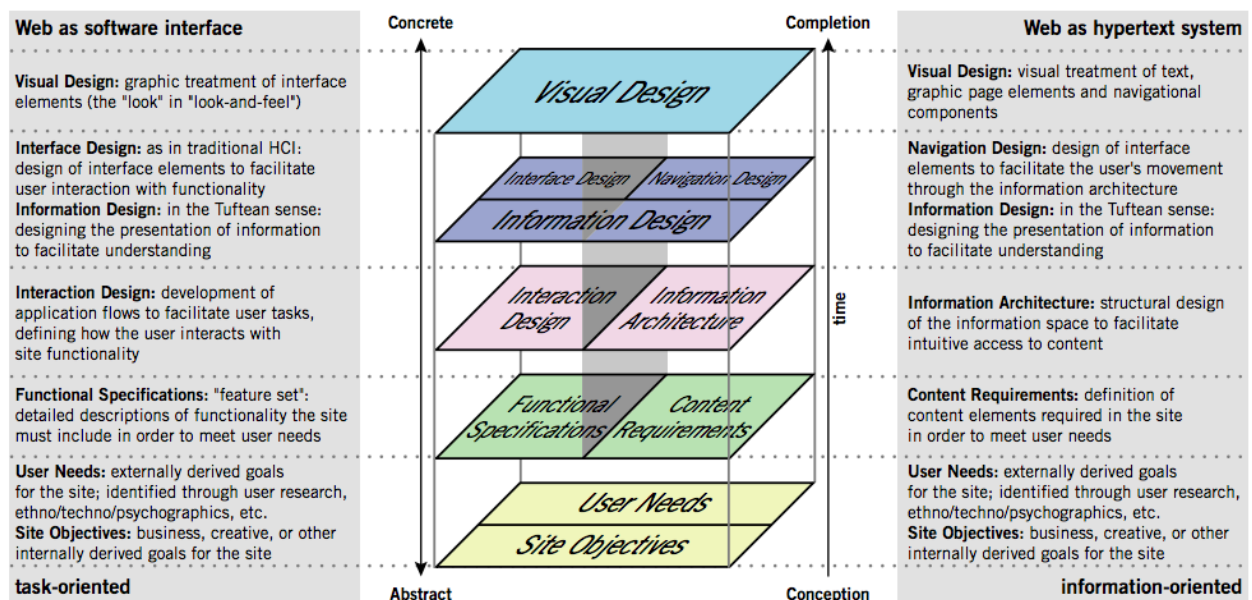 Web as software interface
Visual Design: graphic treatment of interface
elements (the "look" in "look-and-feel")
Interface Design: as in traditional HCI:
design of interface elements to facilitate
user interaction with functionality
Information Design: in the Tuftean sense:
designing the presentation of information
to facilitate understanding
Interaction Design: development of
application flows to facilitate user tasks,
defining how the user interacts with
site functionality
Functional Specifications: "feature set":
detailed descriptions of functionality the site
must include in order to meet user needs
User Needs: externally derived goals
for the site; identified through user research,
ethno/techno/psychographics, etc.
Site Objectives: business, creative, or other
internally derived goals for the site
task-oriented
Concrete
Completion
Visual Design
Interface Design
Navigation Design
Information Design
Interaction
Design
Information
Architecture
Functional
Specifications
Content
Requirements
User Needs
Site Objectives
time
Abstract
Conception
Web as hypertext system
Visual Design: visual treatment of text,
graphic page elements and navigational
components
Navigation Design: design of interface
elements to facilitate the user's movement
through the information architecture
Information Design: in the Tuftean sense:
designing the presentation of information
to facilitate understanding
Information Architecture: structural design
of the information space to facilitate
intuitive access to content
Content Requirements: definition of
content elements required in the site
in order to meet user needs
User Needs: externally derived goals
for the site; identified through user research,
ethno/techno/psychographics, etc.
Site Objectives: business, creative, or other
internally derived goals for the site
information-oriented